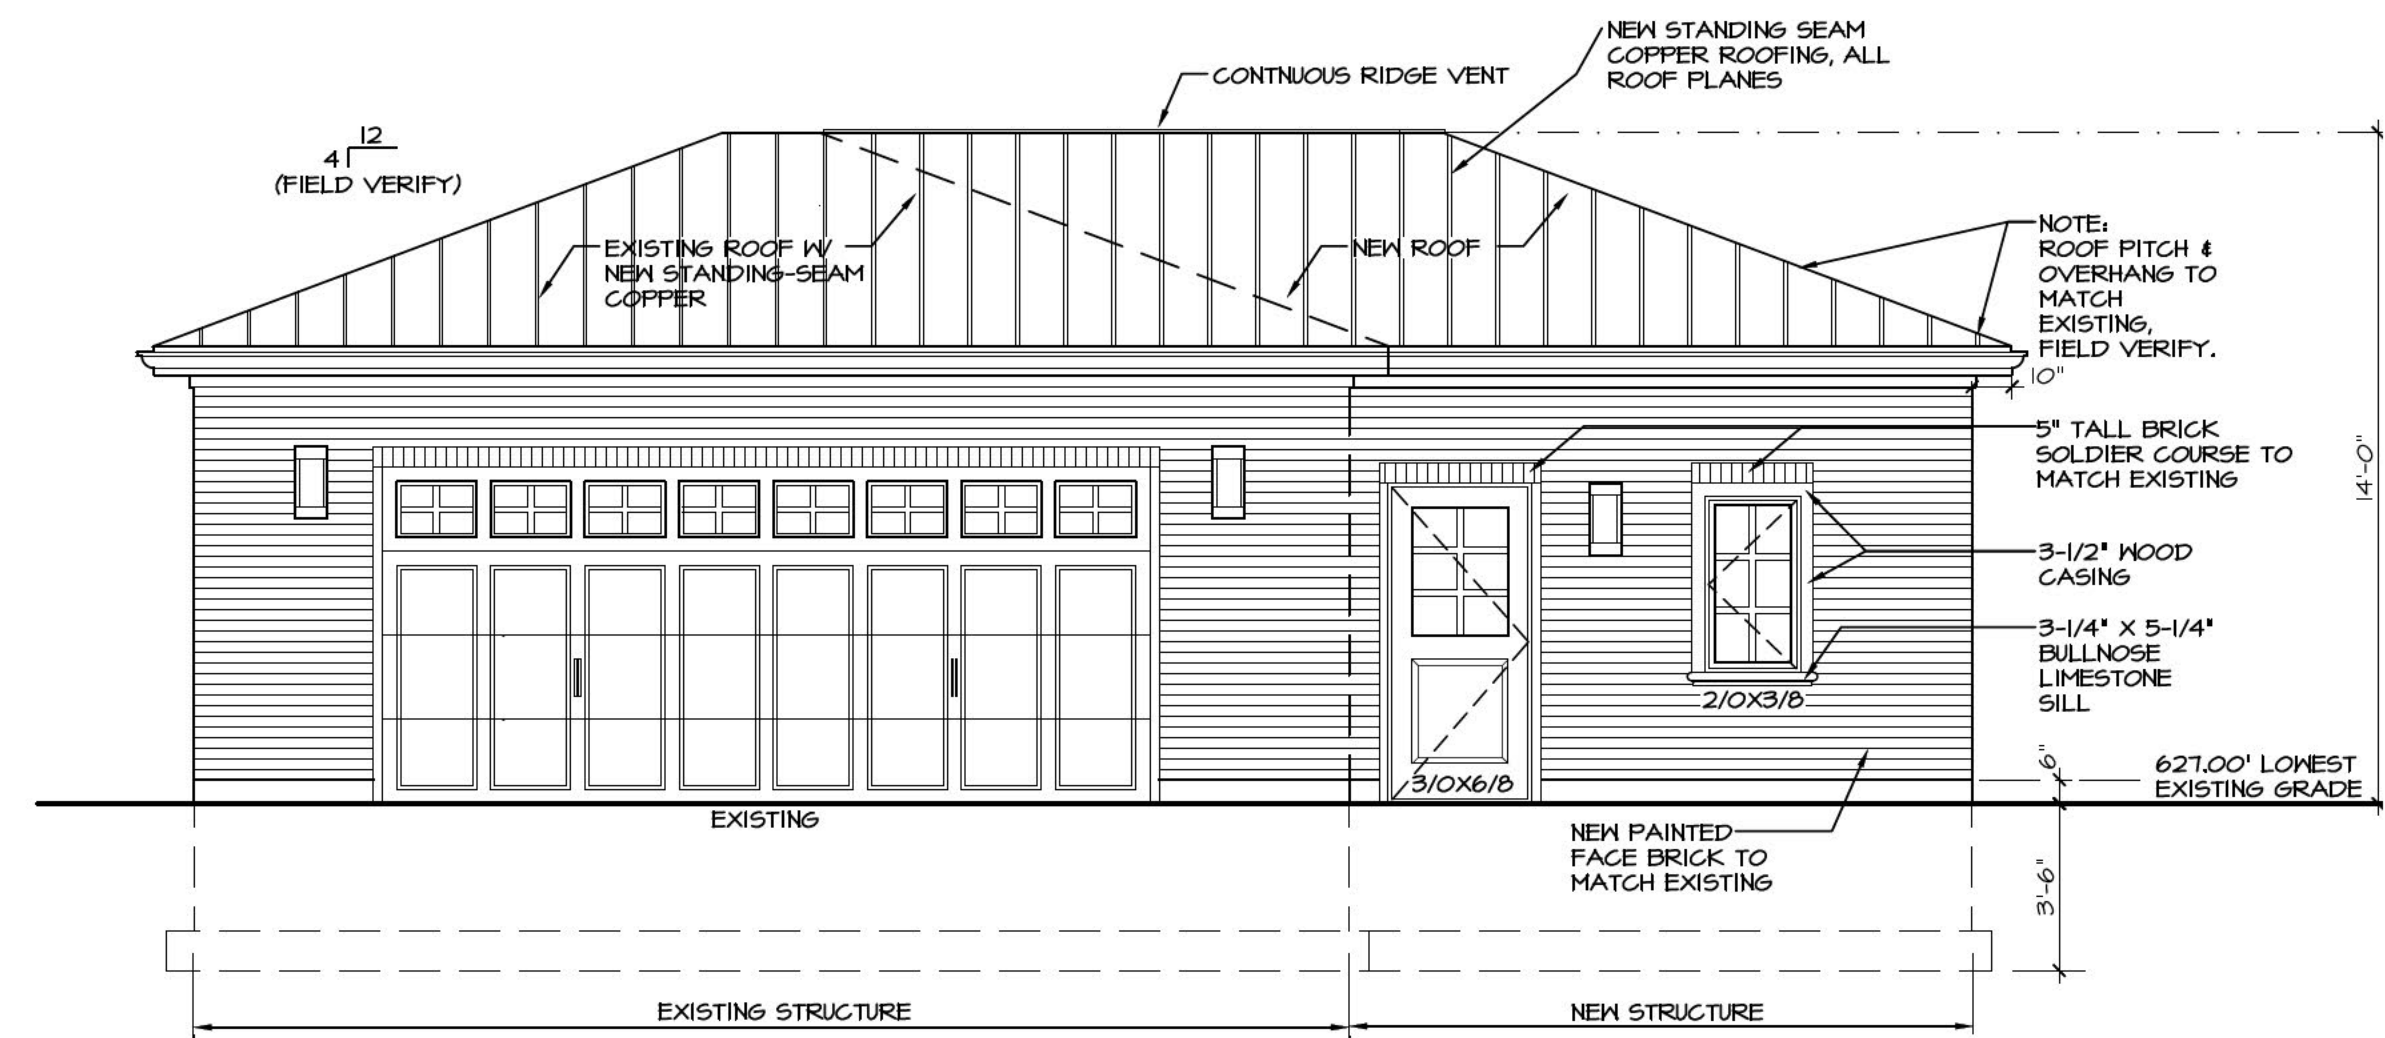 NEW STANDING SEAM
COPPER ROOFING, ALL
ROOF PLANES
CONTNUOUS RIDGE VENT
12
4
(FIELD VERIFY)
EXISTING ROOF W/
NEW STANDING-SEAM
COPPER
NEW ROOF
NOTE:
ROOF PITCH &
OVERHANG TO
MATCH
EXISTING,
FIELD VERIFY.
10"
14'-0"
5" TALL BRICK
SOLDIER COURSE TO
MATCH EXISTING
3-1/2" WOOD
CASING
3-1/4" X 5-1/4"
BULLNOSE
LIMESTONE
SILL
2/0X3/8
3/0X6/8
6"
627.00' LOWEST
EXISTING GRADE
EXISTING
NEW PAINTED
FACE BRICK TO
MATCH EXISTING
3'-6"
EXISTING STRUCTURE
NEW STRUCTURE